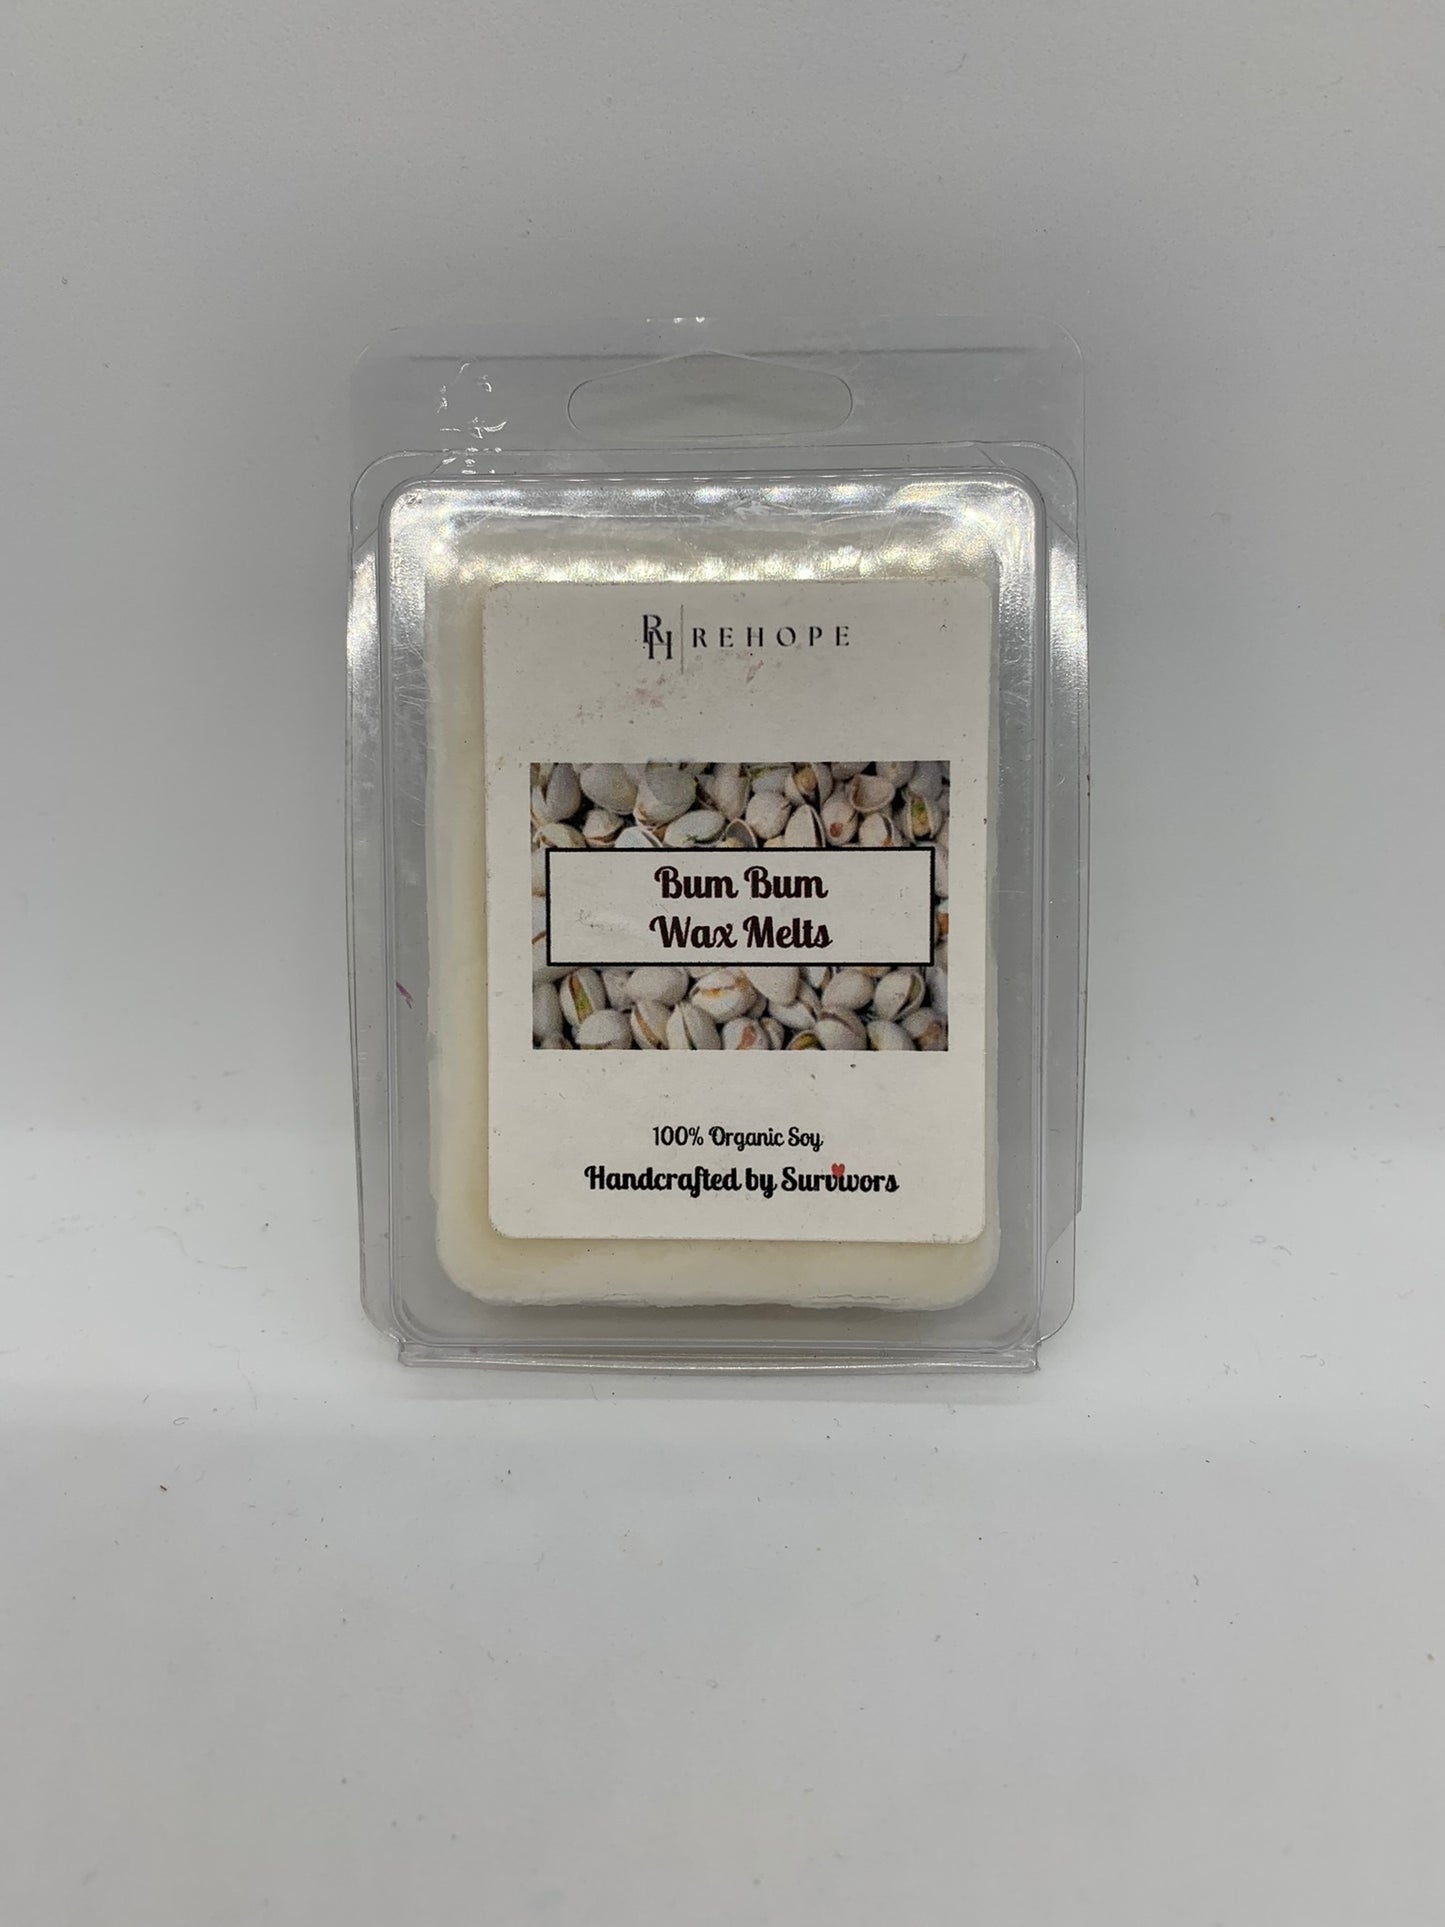 RH REHOPE
Bum Bum
Wax Melts
100% Organic Soy
Handcrafted by Survivors